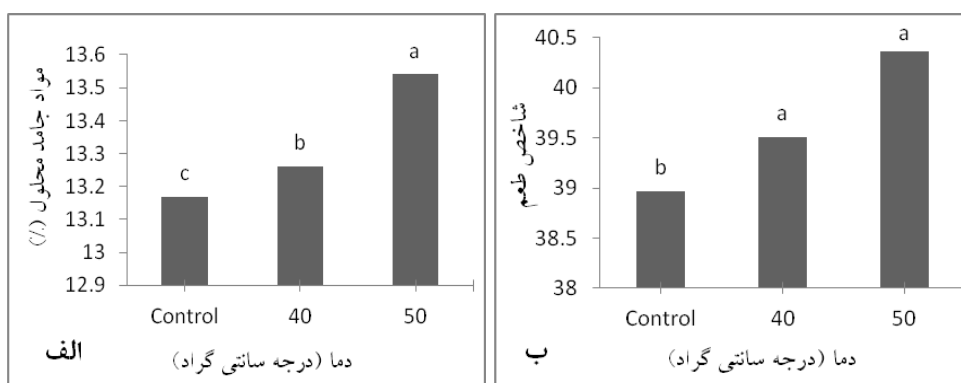 مواد جامد محلول (٪)
13.6
13.5
13.4
13.3
13.2
13.1
13
12.9
c
b
a
Control 40 50
دما (درجه سانتی گراد)
الف
شاخص طعم
40.5
40
39.5
39
38.5
38
b
a
a
Control 40 50
دما (درجه سانتی گراد)
ب